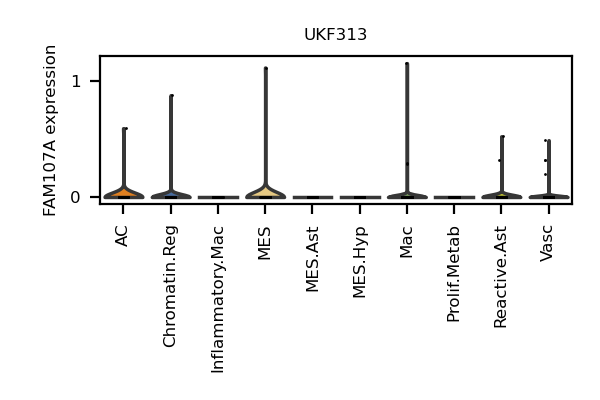 UKF313
FAM107A expression
1
0
AC
Chromatin.Reg
Inflammatory.Mac
MES
MES.Ast
MES.Hyp
Mac
Prolif.Metab
Reactive.Ast
Vasc